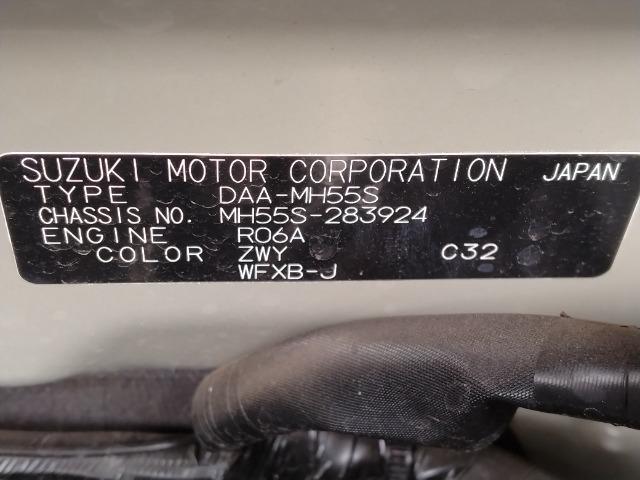 SUZUKI MOTOR CORPORATION JAPAN
TYPE DAA-MH55S
CHASSIS NO. MH55S-283924
ENGINE R06A
COLOR ZWY C32
WFXB-J